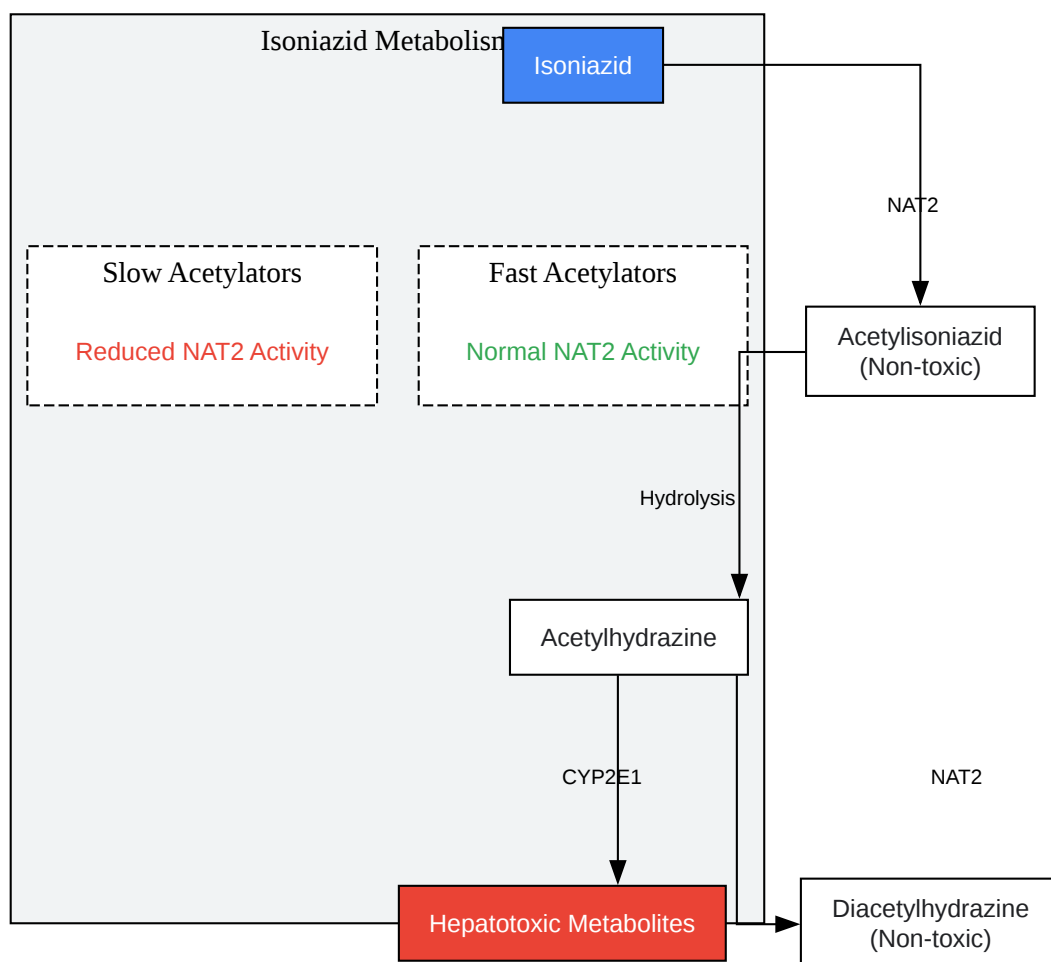 Isoniazid Metabolism
Isoniazid
NAT2
Slow Acetylators
Fast Acetylators
Reduced NAT2 Activity
Normal NAT2 Activity
Acetylisoniazid
(Non-toxic)
Hydrolysis
Acetylhydrazine
CYP2E1
NAT2
Hepatotoxic Metabolites
Diacetylhydrazine
(Non-toxic)